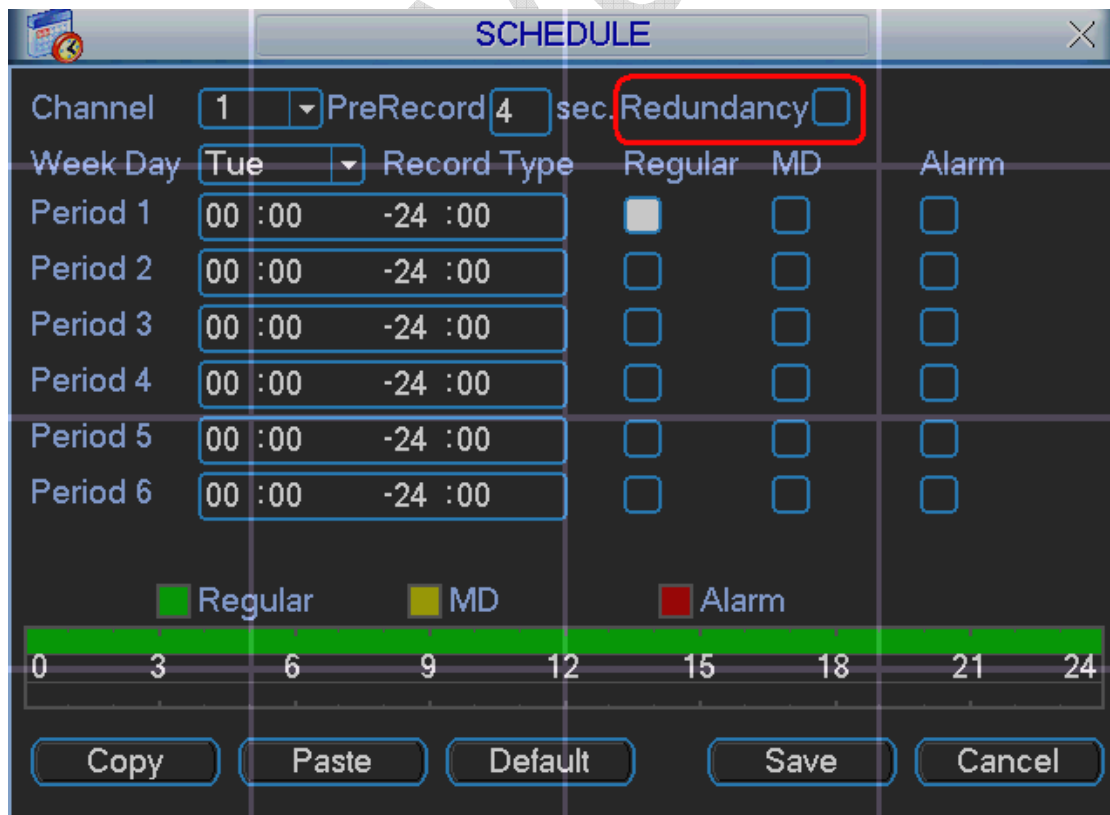 SCHEDULE
Channel 1 PreRecord 4 sec. Redundancy
Week Day Tue Record Type Regular MD Alarm
Period 1 00 :00 -24 :00
Period 2 00 :00 -24 :00
Period 3 00 :00 -24 :00
Period 4 00 :00 -24 :00
Period 5 00 :00 -24 :00
Period 6 00 :00 -24 :00
Regular MD Alarm
0 3 6 9 12 15 18 21 24
Copy Paste Default Save Cancel